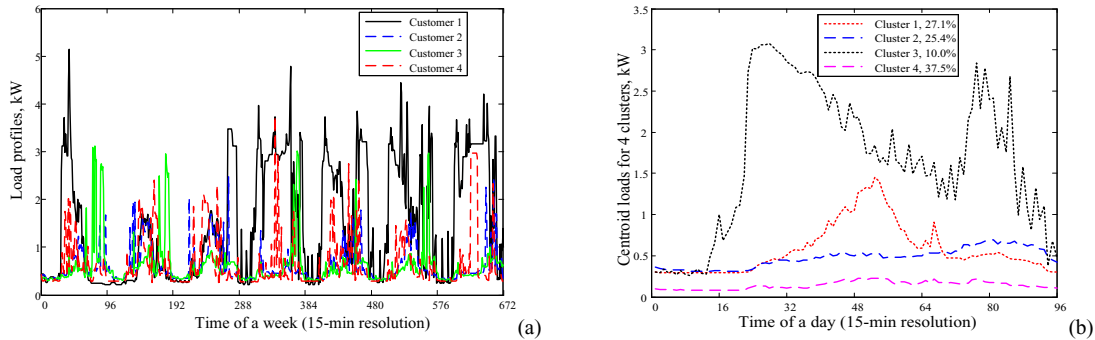 6
5
4
3
2
1
0
Load profiles, kW
Customer 1
Customer 2
Customer 3
Customer 4
0 96 192 288 384 480 576 672
Time of a week (15-min resolution)
(a)
3.5
3
2.5
2
1.5
1
0.5
0
Centroid loads for 4 clusters, kW
Cluster 1, 27.1%
Cluster 2, 25.4%
Cluster 3, 10.0%
Cluster 4, 37.5%
0 16 32 48 64 80 96
Time of a day (15-min resolution)
(b)